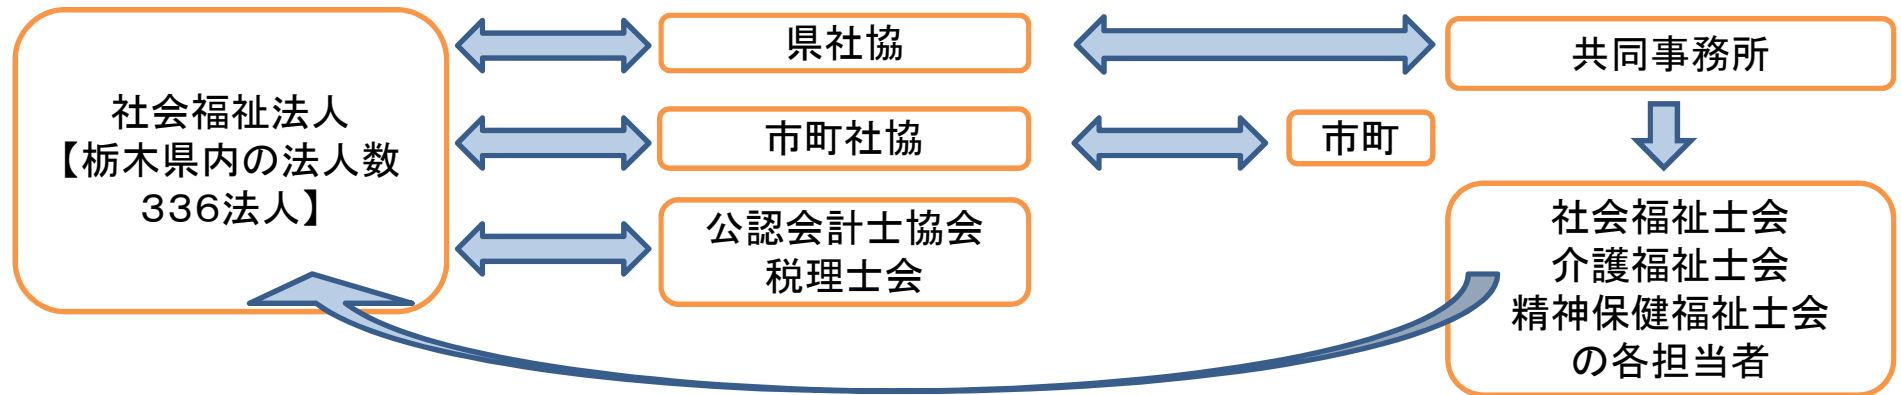 社会福祉法人
【栃木県内の法人数
336法人】
県社協
市町社協
公認会計士協会
税理士会
市町
共同事務所
社会福祉士会
介護福祉士会
精神保健福祉士会
の各担当者